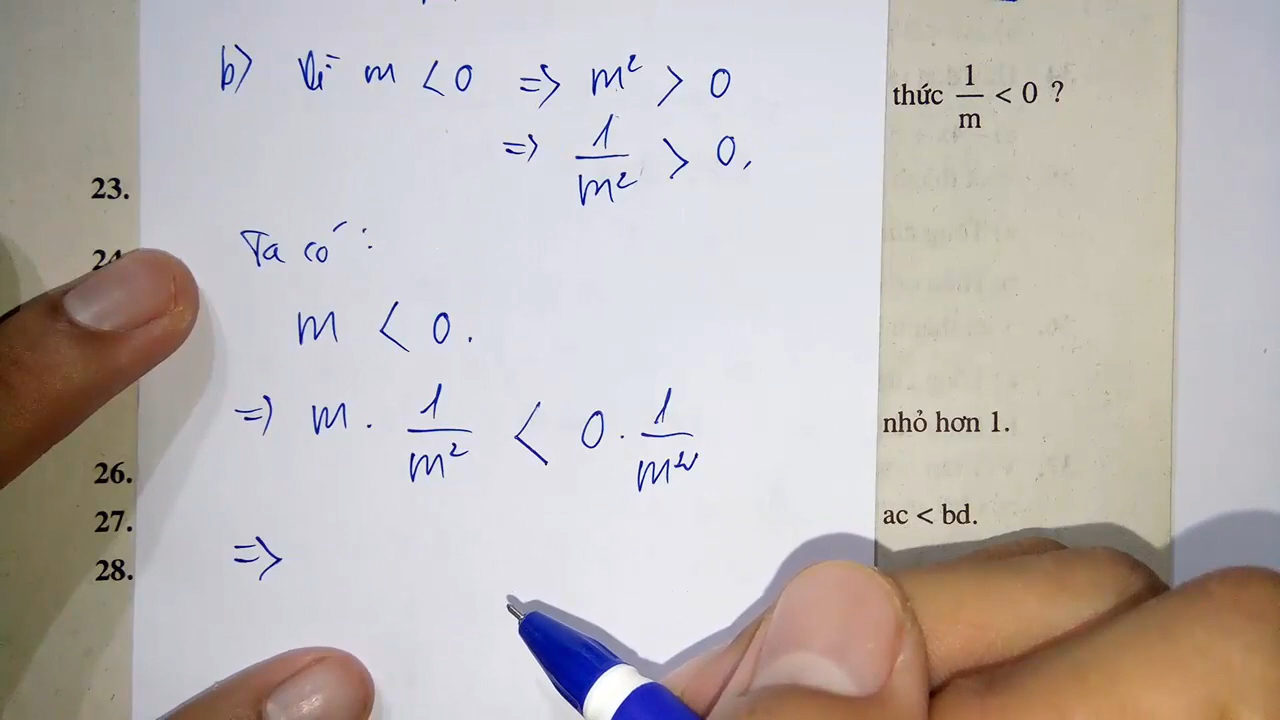 b) Vì m < 0 => m² > 0
=> 1/m² > 0,
thức 1/m < 0 ?
23.
24
Ta có :
m < 0.
=> m . 1/m² < 0 . 1/m²
nhỏ hơn 1.
26.
27.
ac < bd.
=>
28.